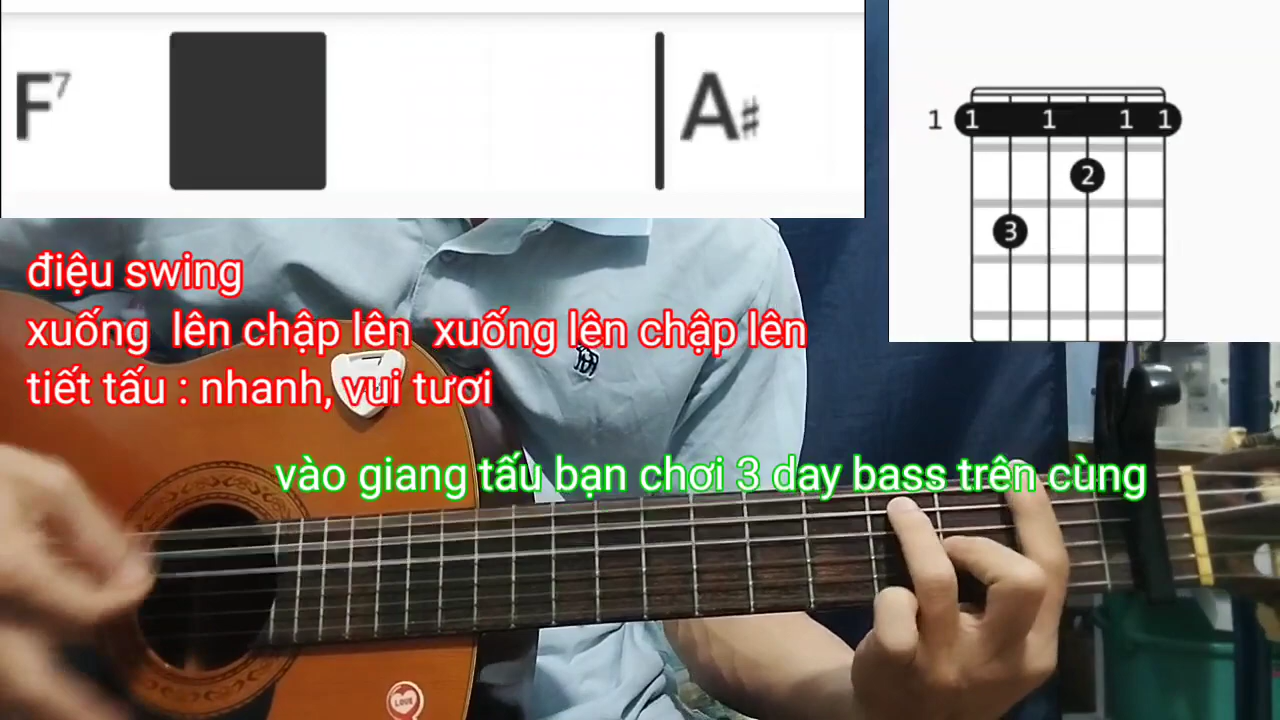 F7 A♯
1 1 1 1 1
2
3
điệu swing
xuống lên chập lên xuống lên chập lên
tiết tấu : nhanh, vui tươi
vào giang tấu bạn chơi 3 day bass trên cùng
LOVE